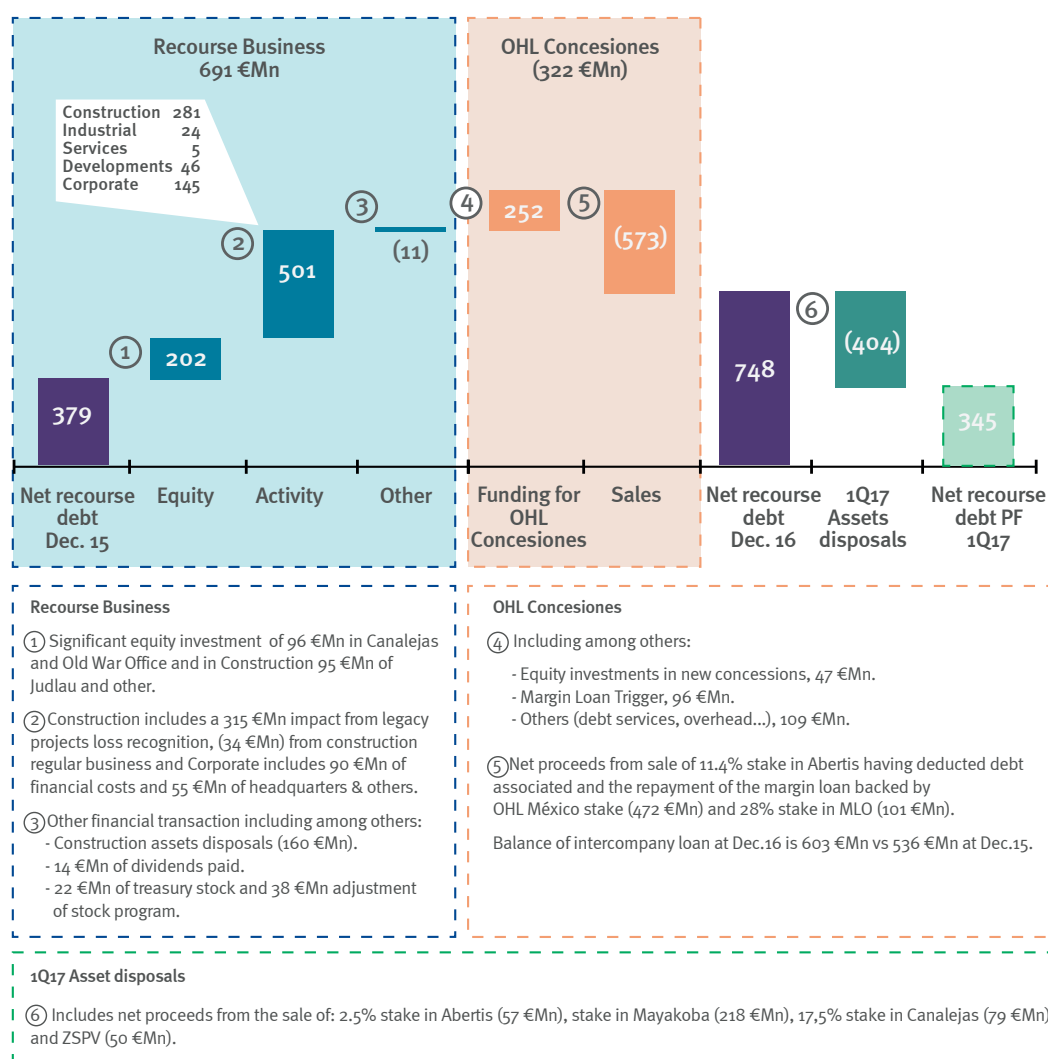 Recourse Business
691 €Mn
OHL Concesiones
(322 €Mn)
Construction 281
Industrial 24
Services 5
Developments 46
Corporate 145
1
202
2
501
3
(11)
4
252
5
(573)
6
379
748
(404)
345
Net recourse
debt
Dec. 15
Equity
Activity
Other
Funding for
OHL
Concesiones
Sales
Net recourse
debt
Dec. 16
1Q17
Assets
disposals
Net recourse
debt PF
1Q17
Recourse Business
1 Significant equity investment of 96 €Mn in Canalejas
and Old War Office and in Construction 95 €Mn of
Judlau and other.
2 Construction includes a 315 €Mn impact from legacy
projects loss recognition, (34 €Mn) from construction
regular business and Corporate includes 90 €Mn of
financial costs and 55 €Mn of headquarters & others.
3 Other financial transaction including among others:
- Construction assets disposals (160 €Mn).
- 14 €Mn of dividends paid.
- 22 €Mn of treasury stock and 38 €Mn adjustment
of stock program.
OHL Concesiones
4 Including among others:
- Equity investments in new concessions, 47 €Mn.
- Margin Loan Trigger, 96 €Mn.
- Others (debt services, overhead...), 109 €Mn.
5 Net proceeds from sale of 11.4% stake in Abertis having deducted debt
associated and the repayment of the margin loan backed by
OHL México stake (472 €Mn) and 28% stake in MLO (101 €Mn).
Balance of intercompany loan at Dec.16 is 603 €Mn vs 536 €Mn at Dec.15.
1Q17 Asset disposals
6 Includes net proceeds from the sale of: 2.5% stake in Abertis (57 €Mn), stake in Mayakoba (218 €Mn), 17,5% stake in Canalejas (79 €Mn)
and ZSPV (50 €Mn).